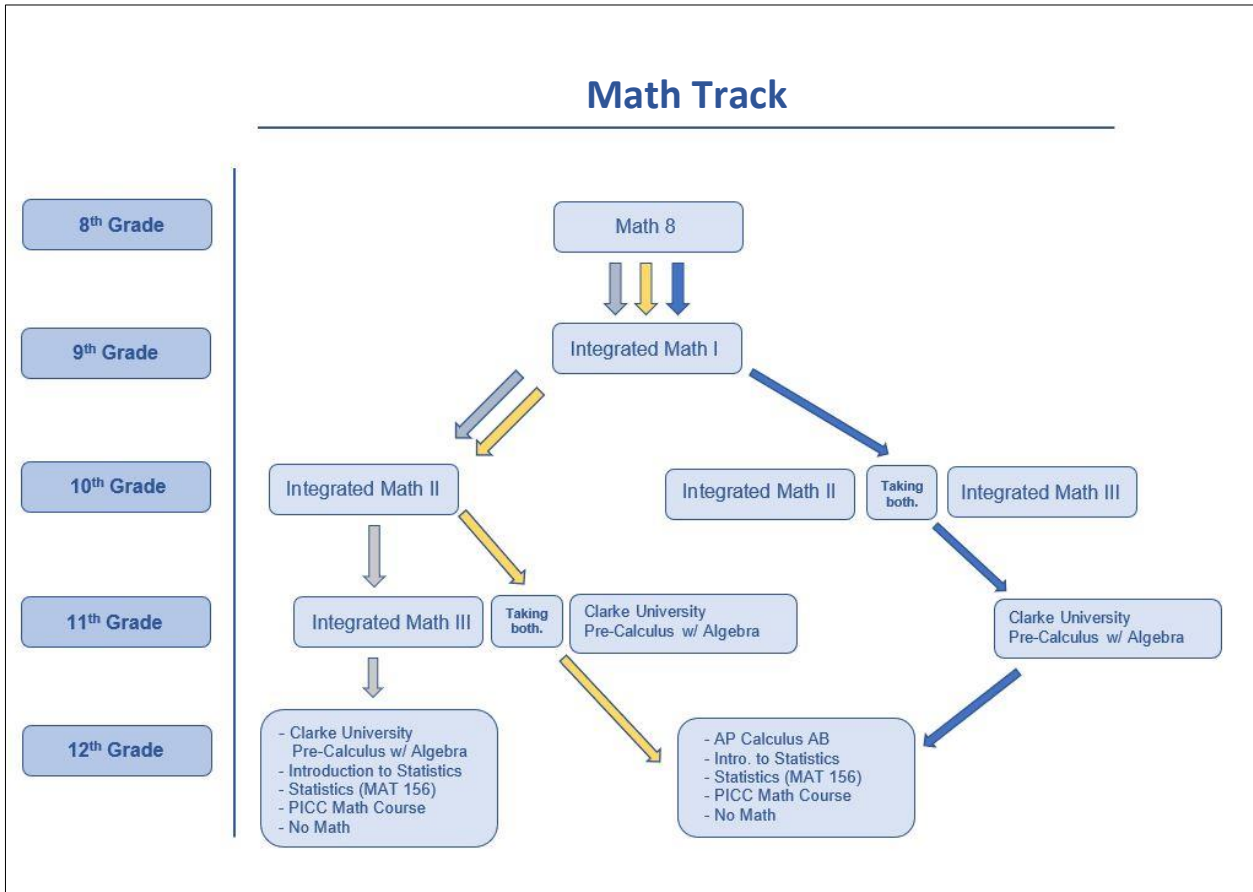 Math Track
8th Grade
Math 8
9th Grade
Integrated Math I
10th Grade
Integrated Math II
Integrated Math II
Taking
both.
Integrated Math III
11th Grade
Integrated Math III
Taking
both.
Clarke University
Pre-Calculus w/ Algebra
Clarke University
Pre-Calculus w/ Algebra
12th Grade
- Clarke University
Pre-Calculus w/ Algebra
- Introduction to Statistics
- Statistics (MAT 156)
- PICC Math Course
- No Math
- AP Calculus AB
- Intro. to Statistics
- Statistics (MAT 156)
- PICC Math Course
- No Math